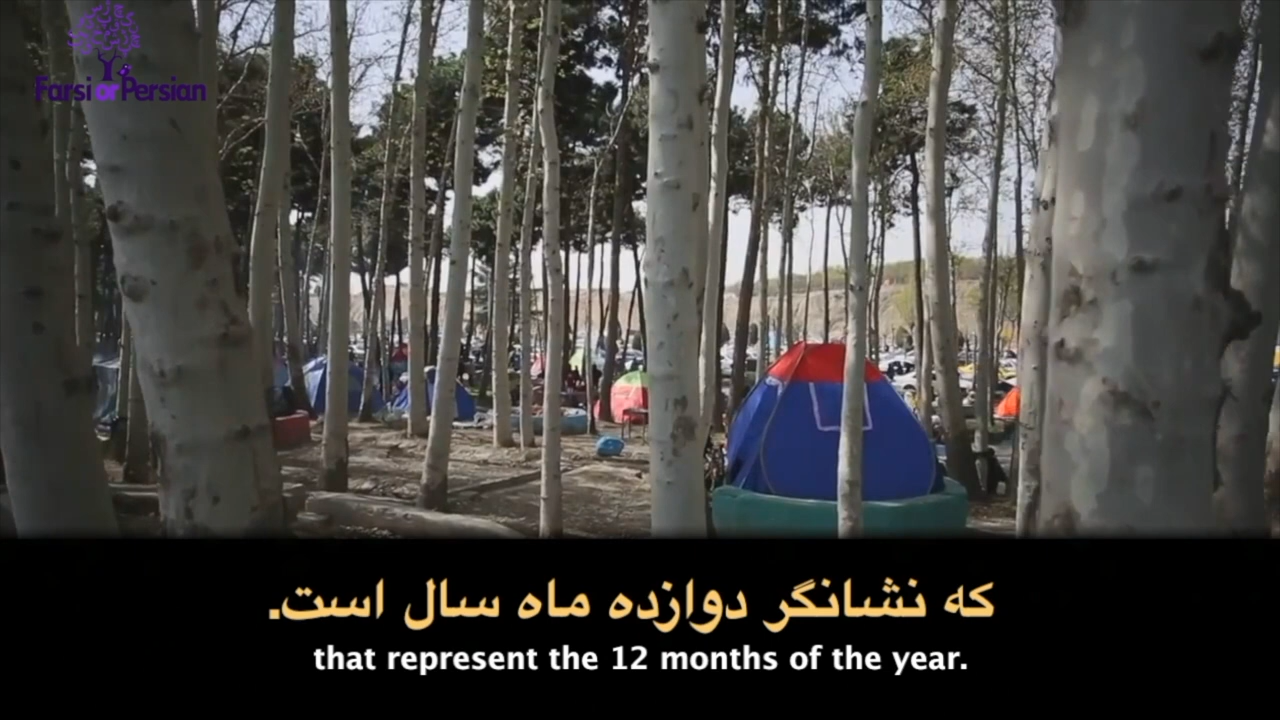 Farsi or Persian
که نشانگر دوازده ماه سال است.
that represent the 12 months of the year.